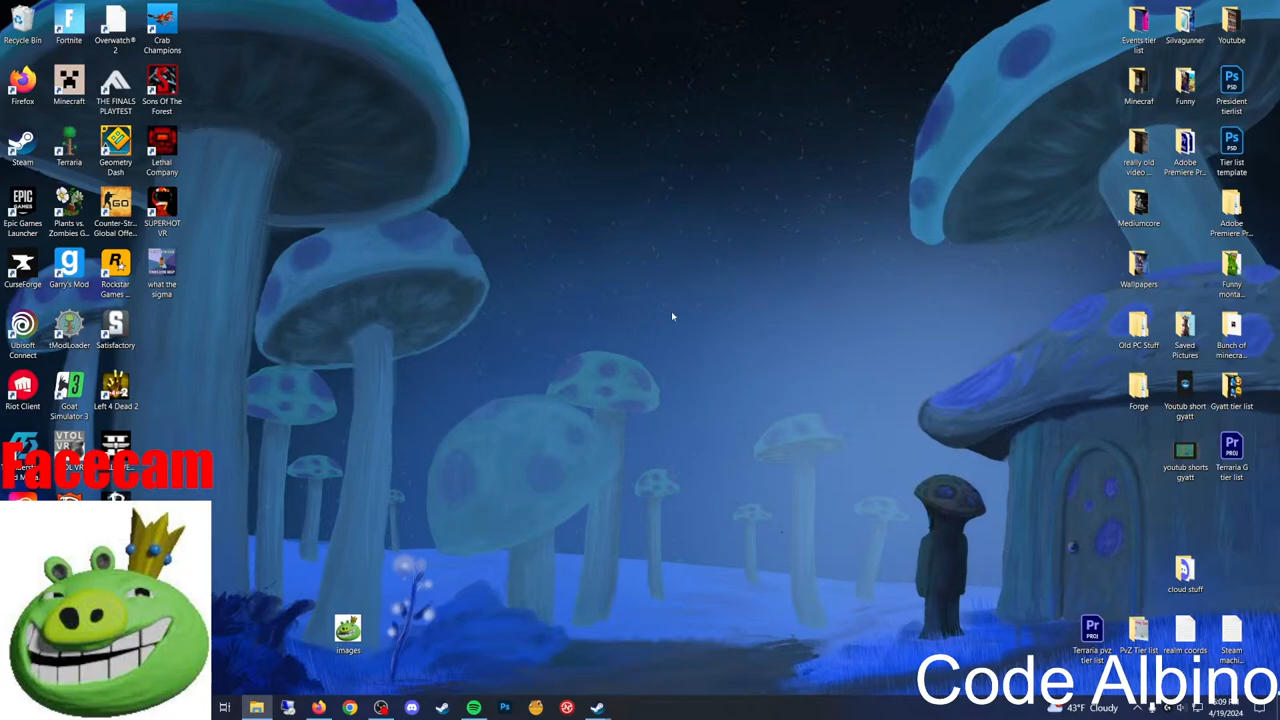 Recycle Bin
Fortnite
Overwatch®
2
Crab
Champions
Events tier
list
Silvagunner
Youtube
Firefox
Minecraft
THE FINALS
PLAYTEST
Sons Of The
Forest
Minecraf
Funny
President
tierlist
Steam
Terraria
Geometry
Dash
Lethal
Company
really old
video ...
Adobe
Premiere Pr...
Tier list
template
Epic Games
Launcher
Plants vs.
Zombies G...
Counter-Str...
Global Offe...
SUPERHOT
VR
Mediumcore
Adobe
Premiere Pr...
CurseForge
Garry's Mod
Rockstar
Games ...
what the
sigma
Wallpapers
Funny
monta...
Ubisoft
Connect
tModLoader
Satisfactory
Old PC Stuff
Saved
Pictures
Bunch of
minecra...
Riot Client
Goat
Simulator 3
Left 4 Dead 2
Forge
Youtub short
gyatt
Gyatt tier list
youtub shorts
gyatt
Terraria G
tier list
Facecam
cloud stuff
images
Terraria pvz
tier list
PvZ Tier list
realm coords
Steam
machi...
Code Albino
43°F Cloudy
4/19/2024